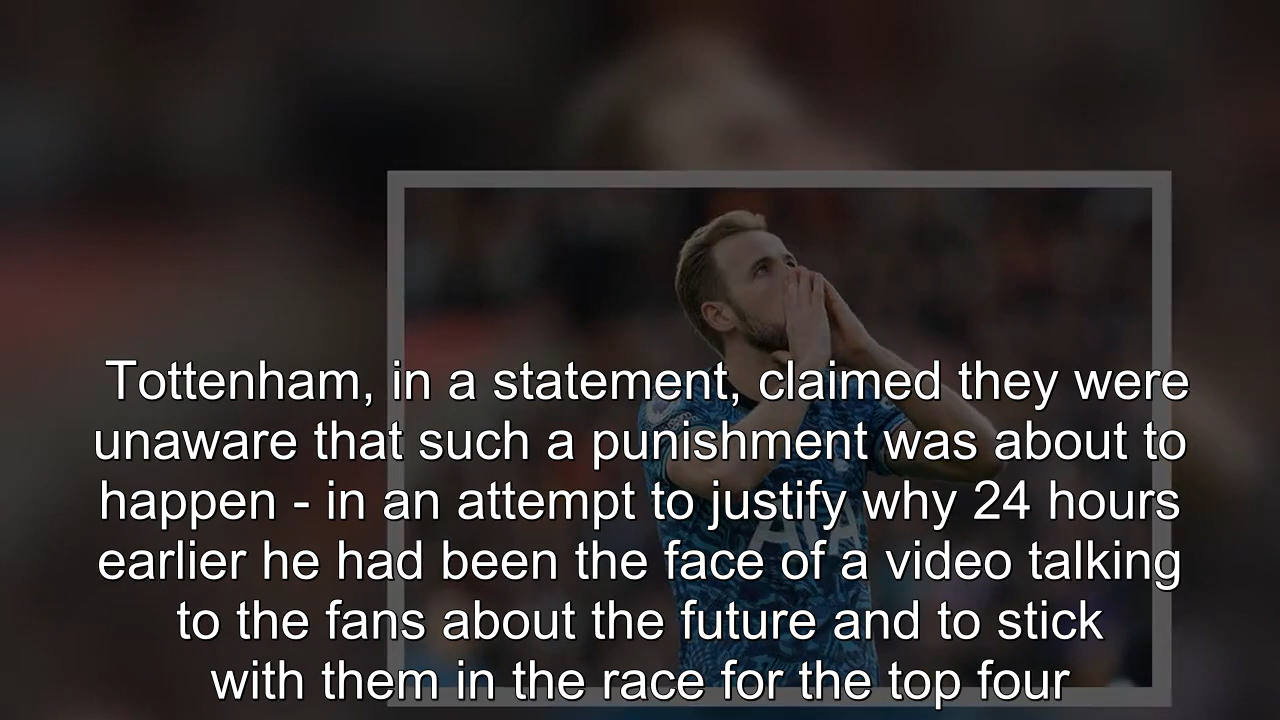 Tottenham, in a statement, claimed they were
unaware that such a punishment was about to
happen - in an attempt to justify why 24 hours
earlier he had been the face of a video talking
to the fans about the future and to stick
with them in the race for the top four
AIA